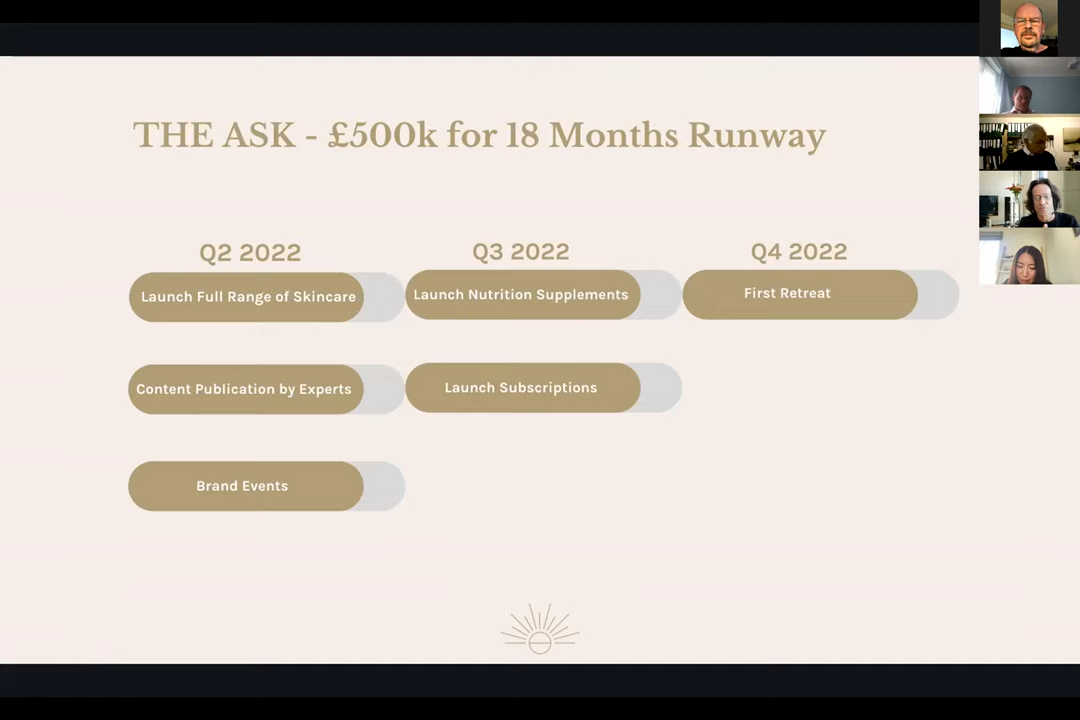 THE ASK - £500k for 18 Months Runway
Q2 2022
Q3 2022
Q4 2022
Launch Full Range of Skincare
Launch Nutrition Supplements
First Retreat
Content Publication by Experts
Launch Subscriptions
Brand Events